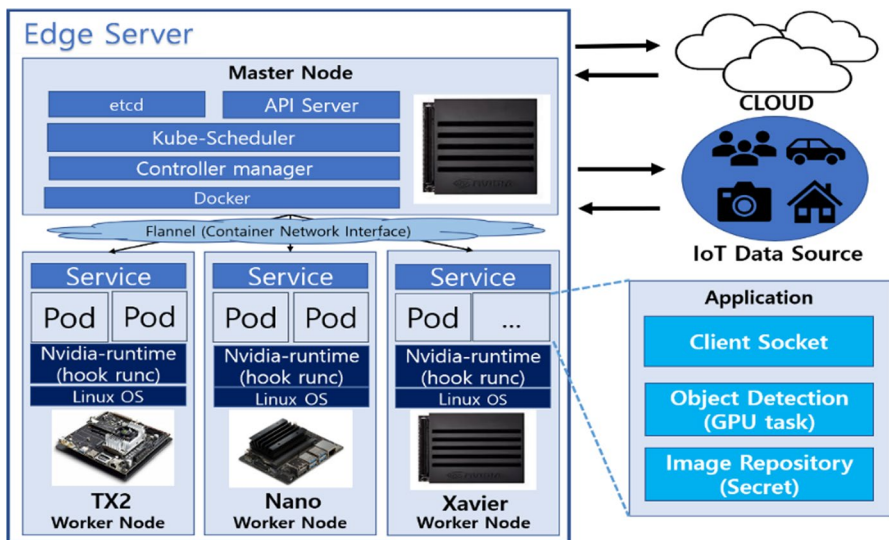 Edge Server
Master Node
etcd
API Server
Kube-Scheduler
Controller manager
Docker
NVIDIA
Flannel (Container Network Interface)
Service
Pod
Pod
Nvidia-runtime
(hook runc)
Linux OS
TX2
Worker Node
Service
Pod
Pod
Nvidia-runtime
(hook runc)
Linux OS
Nano
Worker Node
Service
Pod
...
Nvidia-runtime
(hook runc)
Linux OS
Xavier
Worker Node
CLOUD
IoT Data Source
Application
Client Socket
Object Detection
(GPU task)
Image Repository
(Secret)